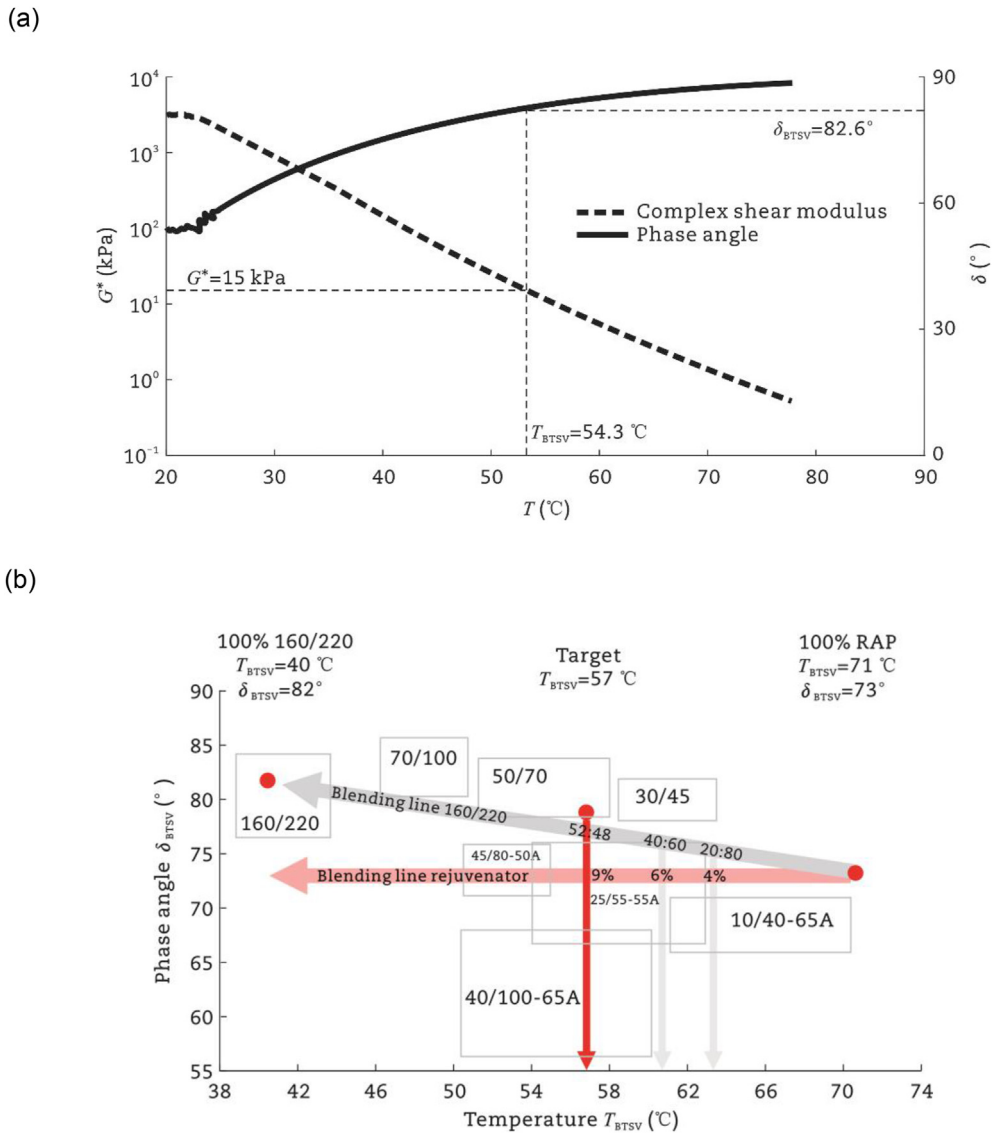 (a)
10⁴
10³
10²
10¹
10⁰
10⁻¹
G* (kPa)
G*=15 kPa
δBTSV=82.6°
Complex shear modulus
Phase angle
TBTSV=54.3 ℃
90
60
30
0
δ (°)
20 30 40 50 60 70 80 90
T (℃)
(b)
100% 160/220
TBTSV=40 ℃
δBTSV=82°
Target
TBTSV=57 ℃
100% RAP
TBTSV=71 ℃
δBTSV=73°
90
85
80
75
70
65
60
55
Phase angle δBTSV (°)
70/100
50/70
30/45
160/220
Blending line 160/220
52:48
40:60
20:80
45/80-50A
Blending line rejuvenator
9%
6%
4%
25/55-55A
10/40-65A
40/100-65A
38 42 46 50 54 58 62 66 70 74
Temperature TBTSV (℃)